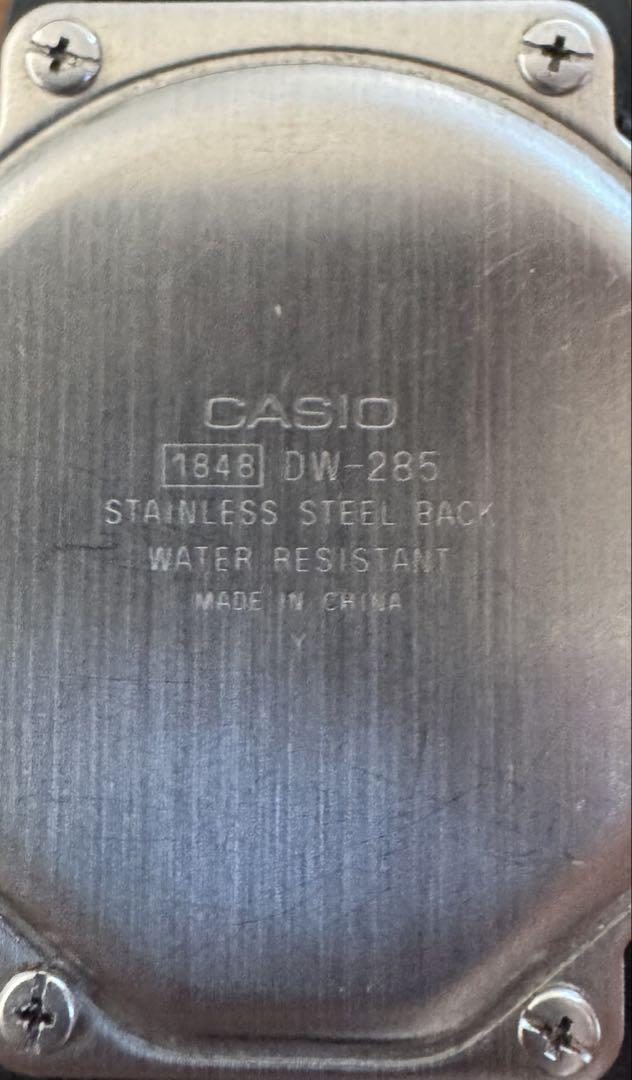 CASIO
1848 DW-285
STAINLESS STEEL BACK
WATER RESISTANT
MADE IN CHINA
Y